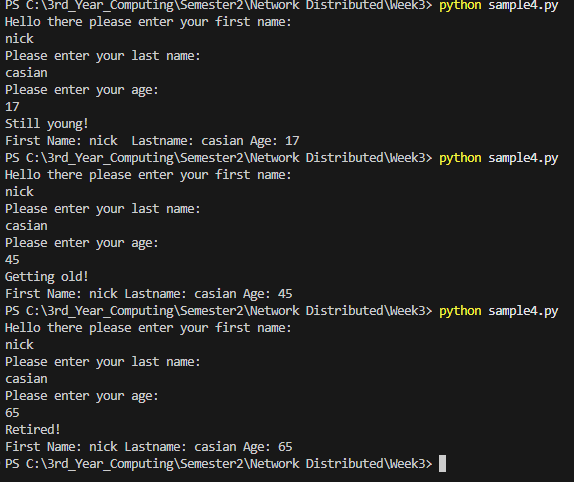 PS C:\3rd_Year_Computing\Semester2\Network Distributed\Week3> python sample4.py
Hello there please enter your first name:
nick
Please enter your last name:
casian
Please enter your age:
17
Still young!
First Name: nick  Lastname: casian Age: 17
PS C:\3rd_Year_Computing\Semester2\Network Distributed\Week3> python sample4.py
Hello there please enter your first name:
nick
Please enter your last name:
casian
Please enter your age:
45
Getting old!
First Name: nick Lastname: casian Age: 45
PS C:\3rd_Year_Computing\Semester2\Network Distributed\Week3> python sample4.py
Hello there please enter your first name:
nick
Please enter your last name:
casian
Please enter your age:
65
Retired!
First Name: nick Lastname: casian Age: 65
PS C:\3rd_Year_Computing\Semester2\Network Distributed\Week3>